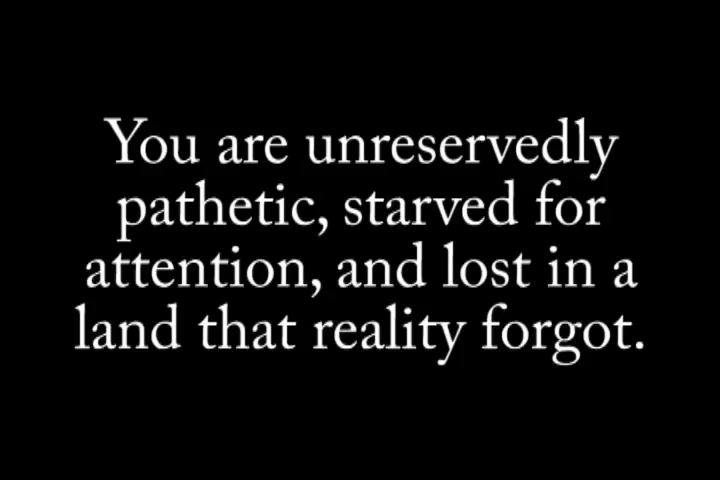 You are unreservedly
pathetic, starved for
attention, and lost in a
land that reality forgot.